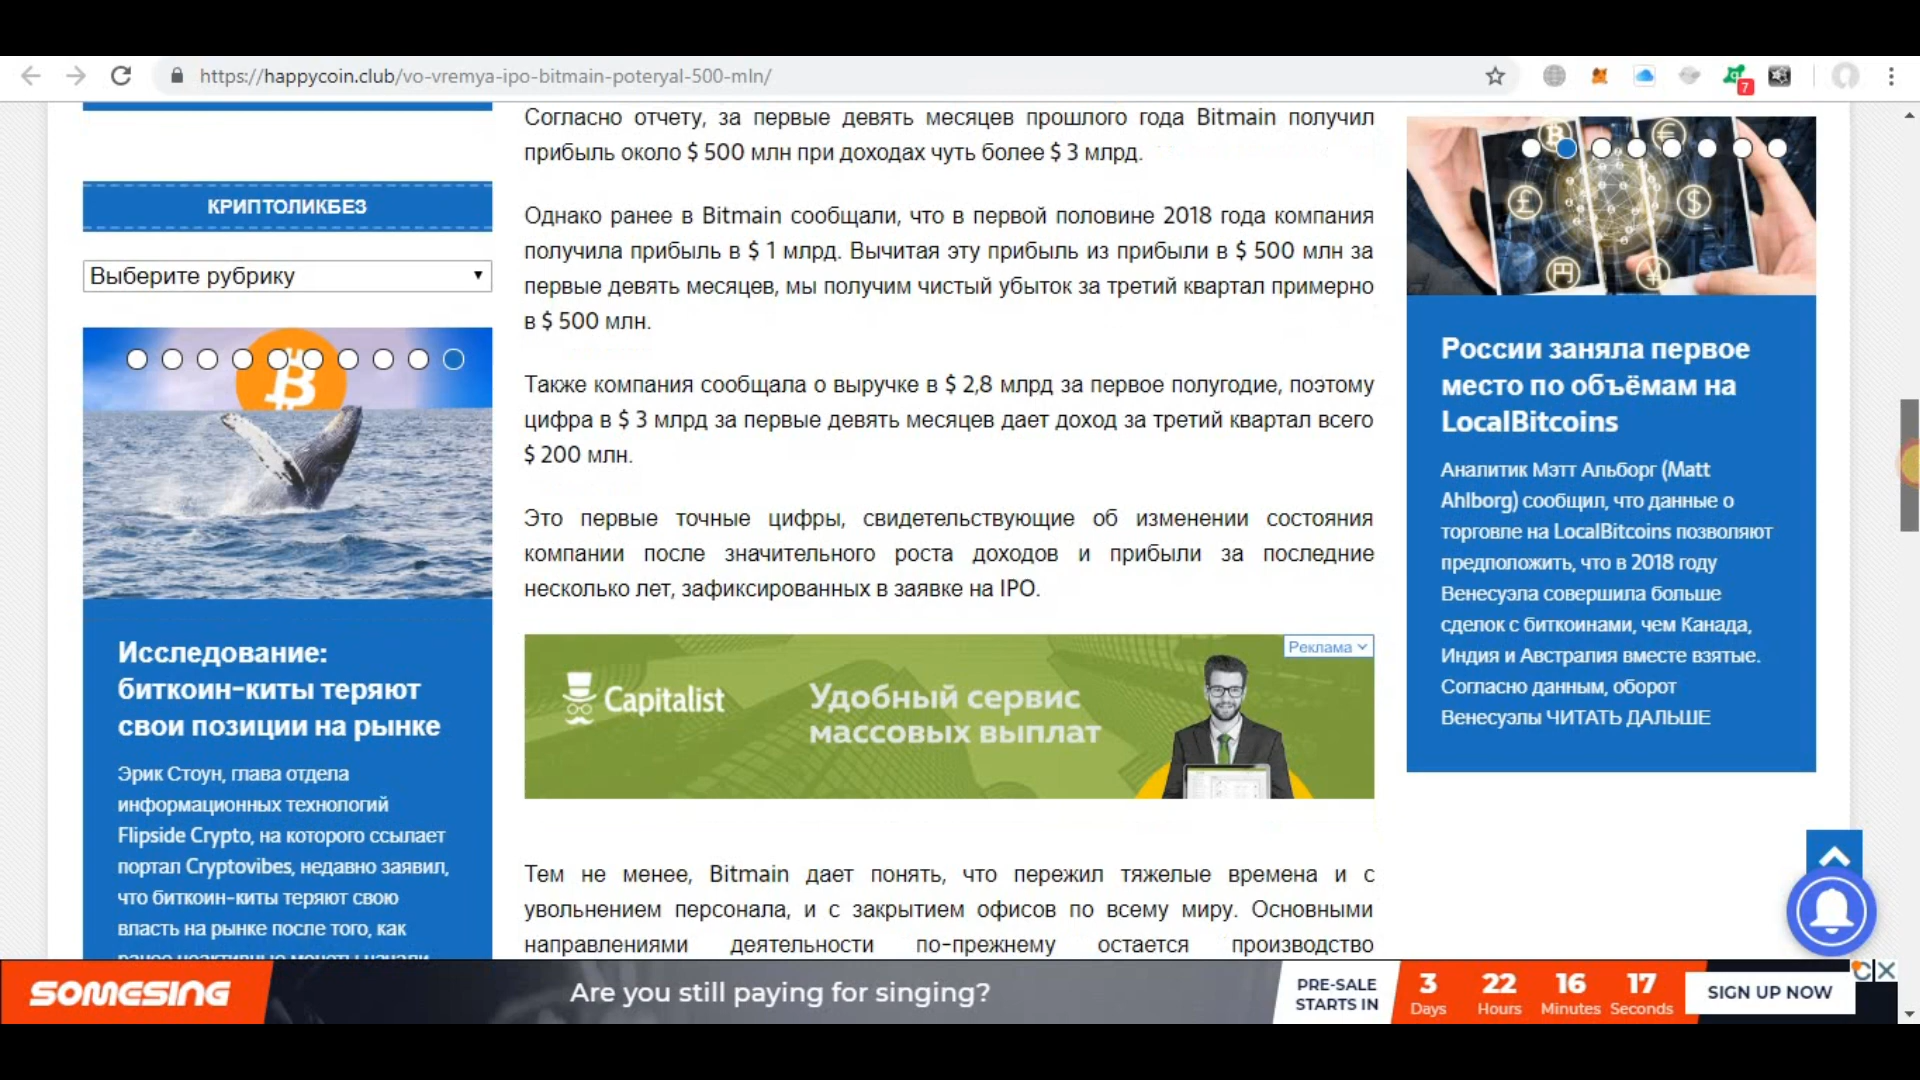 https://happycoin.club/vo-vremya-ipo-bitmain-poteryal-500-mln/
7
КРИПТОЛИКБЕЗ
Выберите рубрику
Исследование:
биткоин-киты теряют
свои позиции на рынке
Эрик Стоун, глава отдела
информационных технологий
Flipside Crypto, на которого ссылает
портал Cryptovibes, недавно заявил,
что биткоин-киты теряют свою
власть на рынке после того, как
Согласно отчету, за первые девять месяцев прошлого года Bitmain получил
прибыль около $ 500 млн при доходах чуть более $ 3 млрд.
Однако ранее в Bitmain сообщали, что в первой половине 2018 года компания
получила прибыль в $ 1 млрд. Вычитая эту прибыль из прибыли в $ 500 млн за
первые девять месяцев, мы получим чистый убыток за третий квартал примерно
в $ 500 млн.
Также компания сообщала о выручке в $ 2,8 млрд за первое полугодие, поэтому
цифра в $ 3 млрд за первые девять месяцев дает доход за третий квартал всего
$ 200 млн.
Это первые точные цифры, свидетельствующие об изменении состояния
компании после значительного роста доходов и прибыли за последние
несколько лет, зафиксированных в заявке на IPO.
Реклама
Capitalist
Удобный сервис
массовых выплат
Тем не менее, Bitmain дает понять, что пережил тяжелые времена и с
увольнением персонала, и с закрытием офисов по всему миру. Основными
направлениями деятельности по-прежнему остается производство
России заняла первое
место по объёмам на
LocalBitcoins
Аналитик Мэтт Альборг (Matt
Ahlborg) сообщил, что данные о
торговле на LocalBitcoins позволяют
предположить, что в 2018 году
Венесуэла совершила больше
сделок с биткоинами, чем Канада,
Индия и Австралия вместе взятые.
Согласно данным, оборот
Венесуэлы ЧИТАТЬ ДАЛЬШЕ
SOMESING
Are you still paying for singing?
PRE-SALE
STARTS IN
3 22 16 17
Days Hours Minutes Seconds
SIGN UP NOW